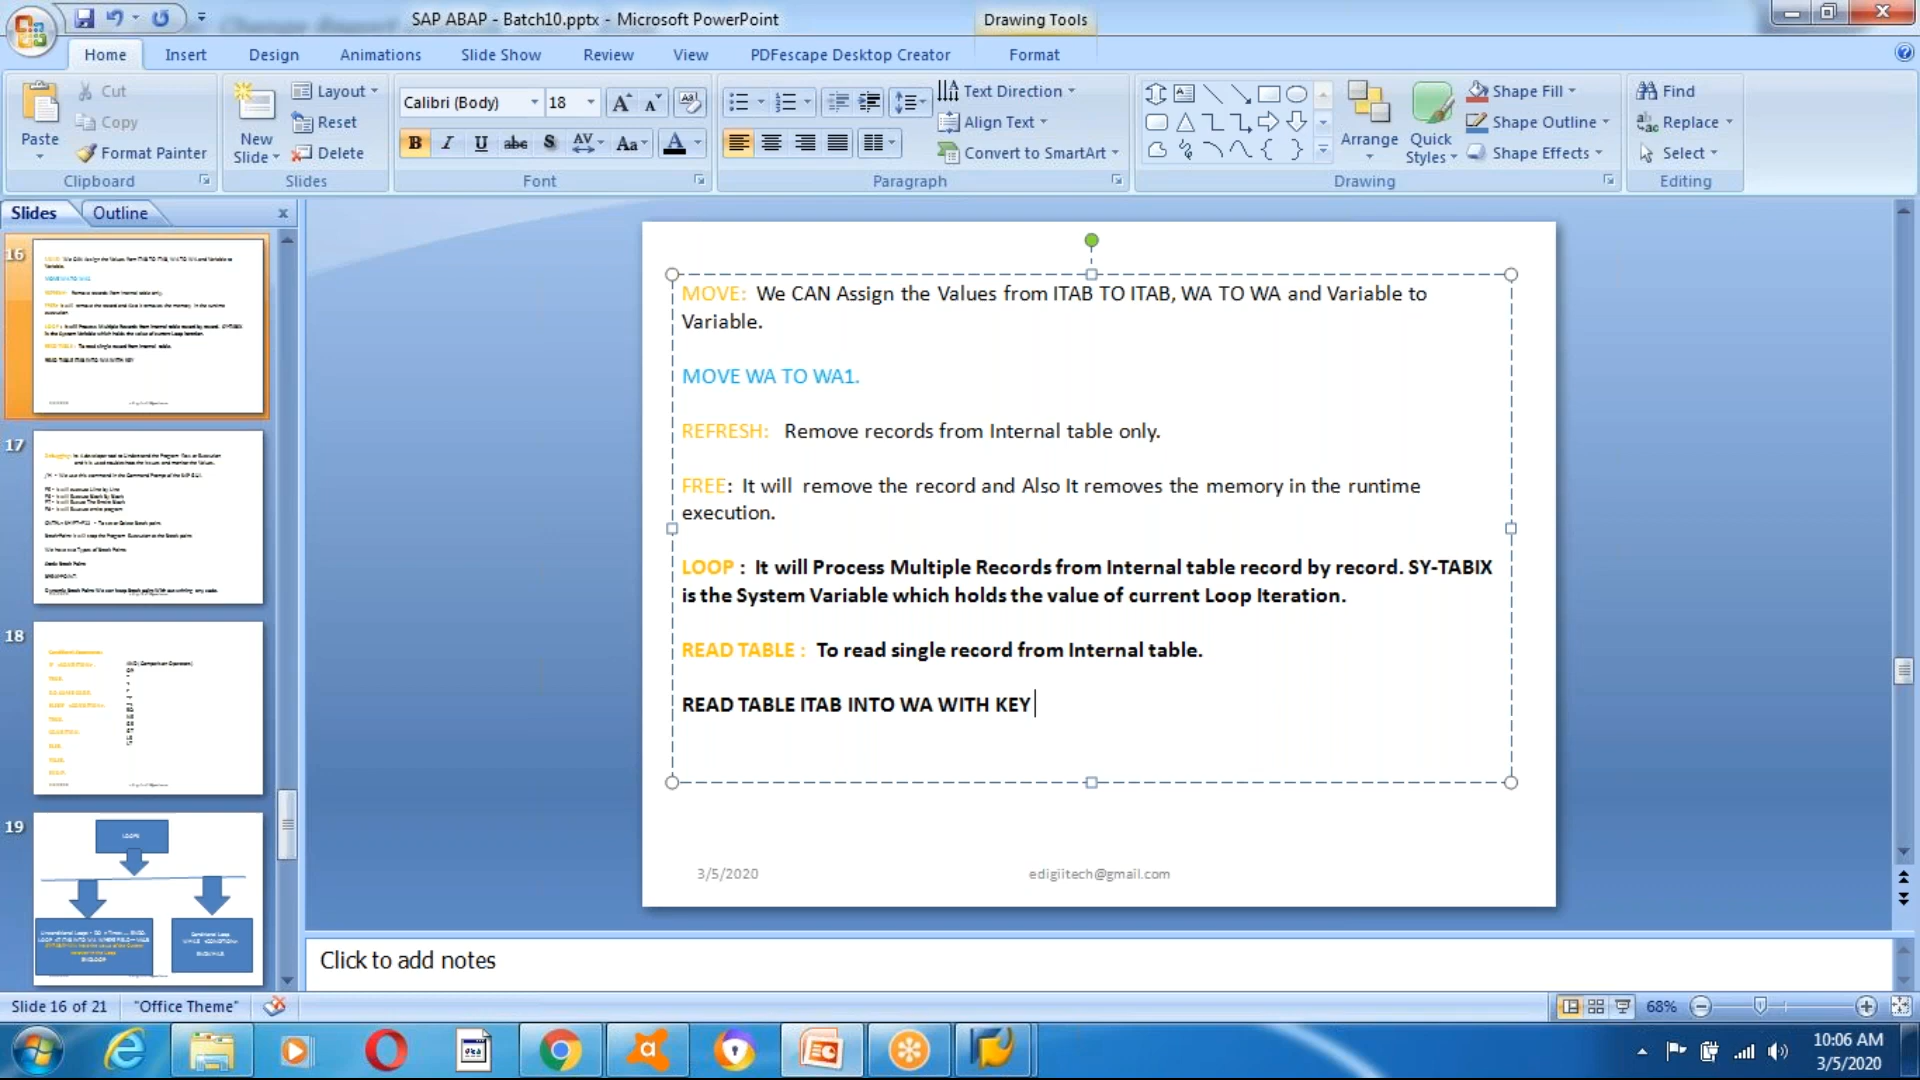 SAP ABAP - Batch10.pptx - Microsoft PowerPoint
Drawing Tools
Home
Insert
Design
Animations
Slide Show
Review
View
PDFescape Desktop Creator
Format
Paste
Cut
Copy
Format Painter
Clipboard
New
Slide
Layout
Reset
Delete
Slides
Calibri (Body)
18
Font
Text Direction
Align Text
Convert to SmartArt
Paragraph
Arrange
Quick
Styles
Shape Fill
Shape Outline
Shape Effects
Drawing
Find
Replace
Select
Editing
Slides
Outline
16
17
18
19
MOVE: We CAN Assign the Values from ITAB TO ITAB, WA TO WA and Variable to
Variable.
MOVE WA TO WA1.
REFRESH: Remove records from Internal table only.
FREE: It will remove the record and Also It removes the memory in the runtime
execution.
LOOP : It will Process Multiple Records from Internal table record by record. SY-TABIX
is the System Variable which holds the value of current Loop Iteration.
READ TABLE : To read single record from Internal table.
READ TABLE ITAB INTO WA WITH KEY
3/5/2020
edigiitech@gmail.com
Click to add notes
Slide 16 of 21
"Office Theme"
68%
10:06 AM
3/5/2020